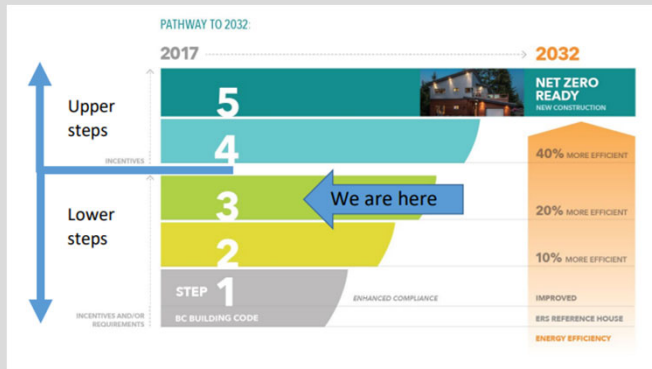 PATHWAY TO 2032:
2017
2032
5
NET ZERO
READY
NEW CONSTRUCTION
Upper
steps
4
INCENTIVES
40% MORE EFFICIENT
We are here
3
Lower
steps
20% MORE EFFICIENT
2
10% MORE EFFICIENT
STEP 1
ENHANCED COMPLIANCE
IMPROVED
INCENTIVES AND/OR
REQUIREMENTS
BC BUILDING CODE
ERS REFERENCE HOUSE
ENERGY EFFICIENCY